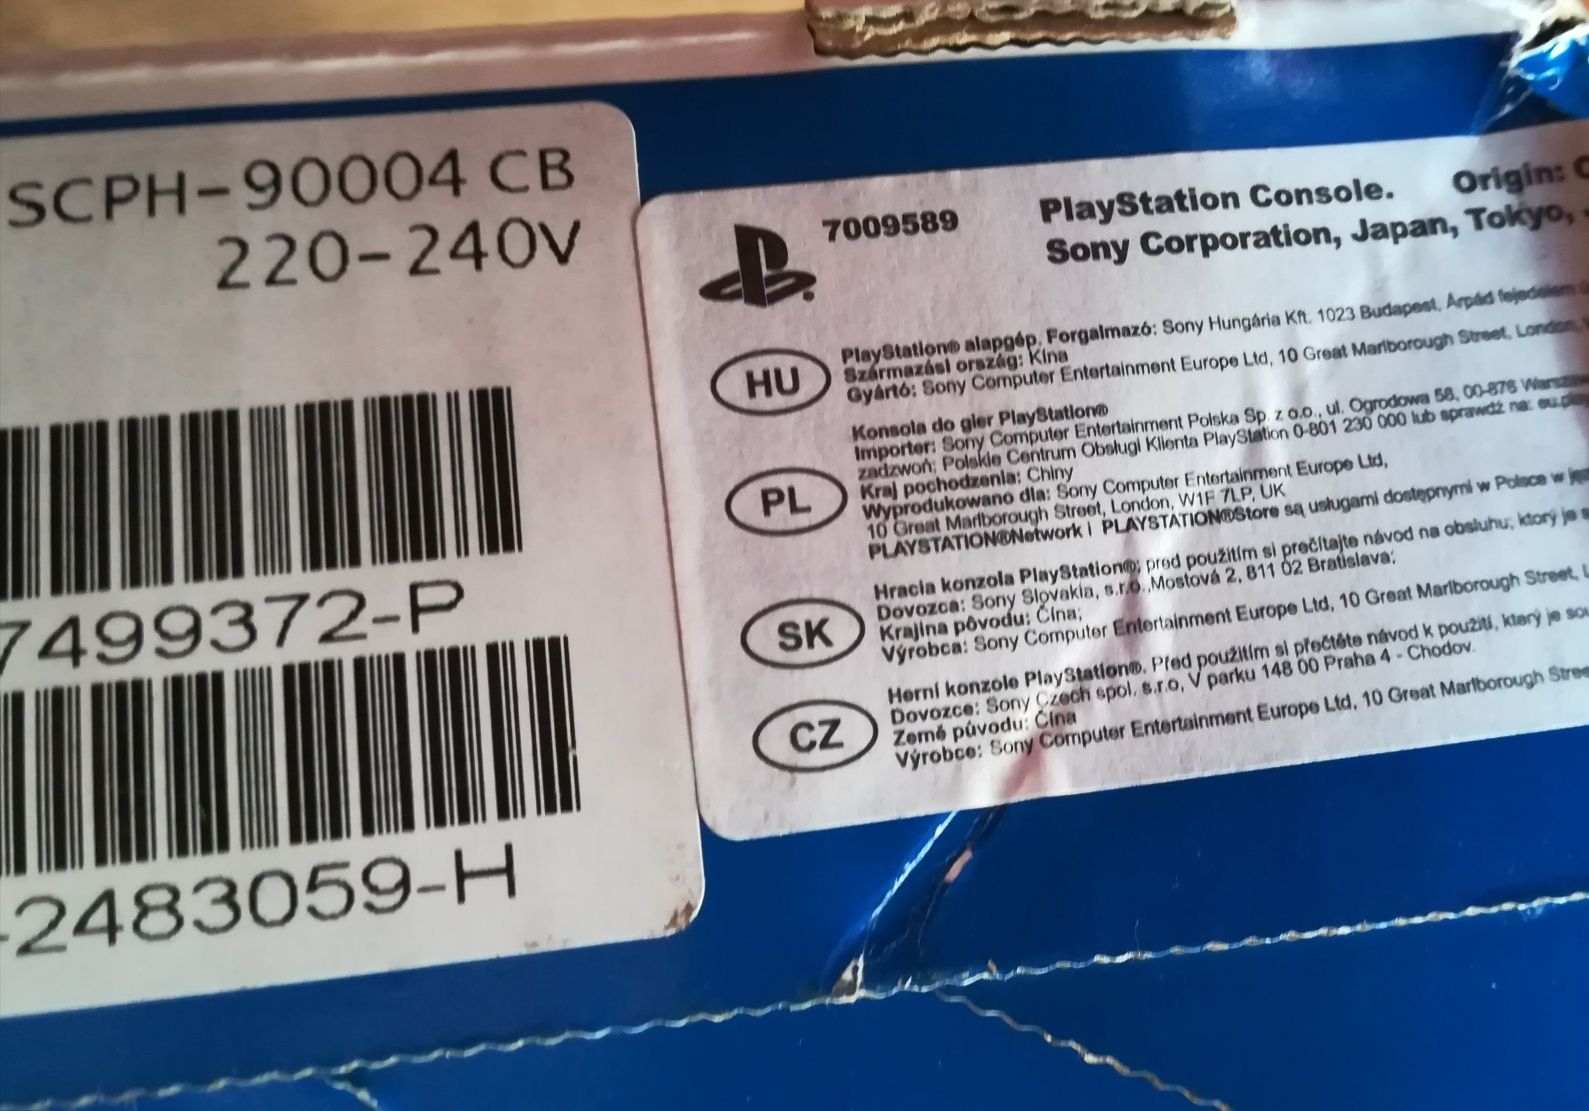 SCPH-90004 CB
220-240V
7499372-P
-2483059-H
7009589
PlayStation Console.
Origin:
Sony Corporation, Japan, Tokyo,
HU
PlayStation® alapgép, Forgalmazó: Sony Hungária Kft. 1023 Budapest, Árpád fejedelem
Származási ország: Kína
Gyártó: Sony Computer Entertainment Europe Ltd, 10 Great Marlborough Street, London,
PL
Konsola do gier PlayStation®
Importer: Sony Computer Entertainment Polska Sp. z o.o., ul. Ogrodowa 58, 00-876
zadzwoń: Polskie Centrum Obsługi Klienta PlayStation 0-801 230 000 lub sprawdź na:
Kraj pochodzenia: Chiny
Wyprodukowano dla: Sony Computer Entertainment Europe Ltd,
10 Great Marlborough Street, London, W1F 7LP, UK
PLAYSTATION®Network i PLAYSTATION®Store są usługami dostępnymi w Polsce w
SK
Hracia konzola PlayStation®; pred použitím si prečítajte návod na obsluhu, ktorý je
Dovozca: Sony Slovakia, s.r.o.,Mostová 2, 811 02 Bratislava;
Krajina pôvodu: Čína;
Výrobca: Sony Computer Entertainment Europe Ltd, 10 Great Marlborough Street,
CZ
Herní konzole PlayStation®. Před použitím si přečtěte návod k použití, který je
Dovozce: Sony Czech spol. s.r.o, V parku 148 00 Praha 4 - Chodov.
Země původu: Čína
Výrobce: Sony Computer Entertainment Europe Ltd, 10 Great Marlborough